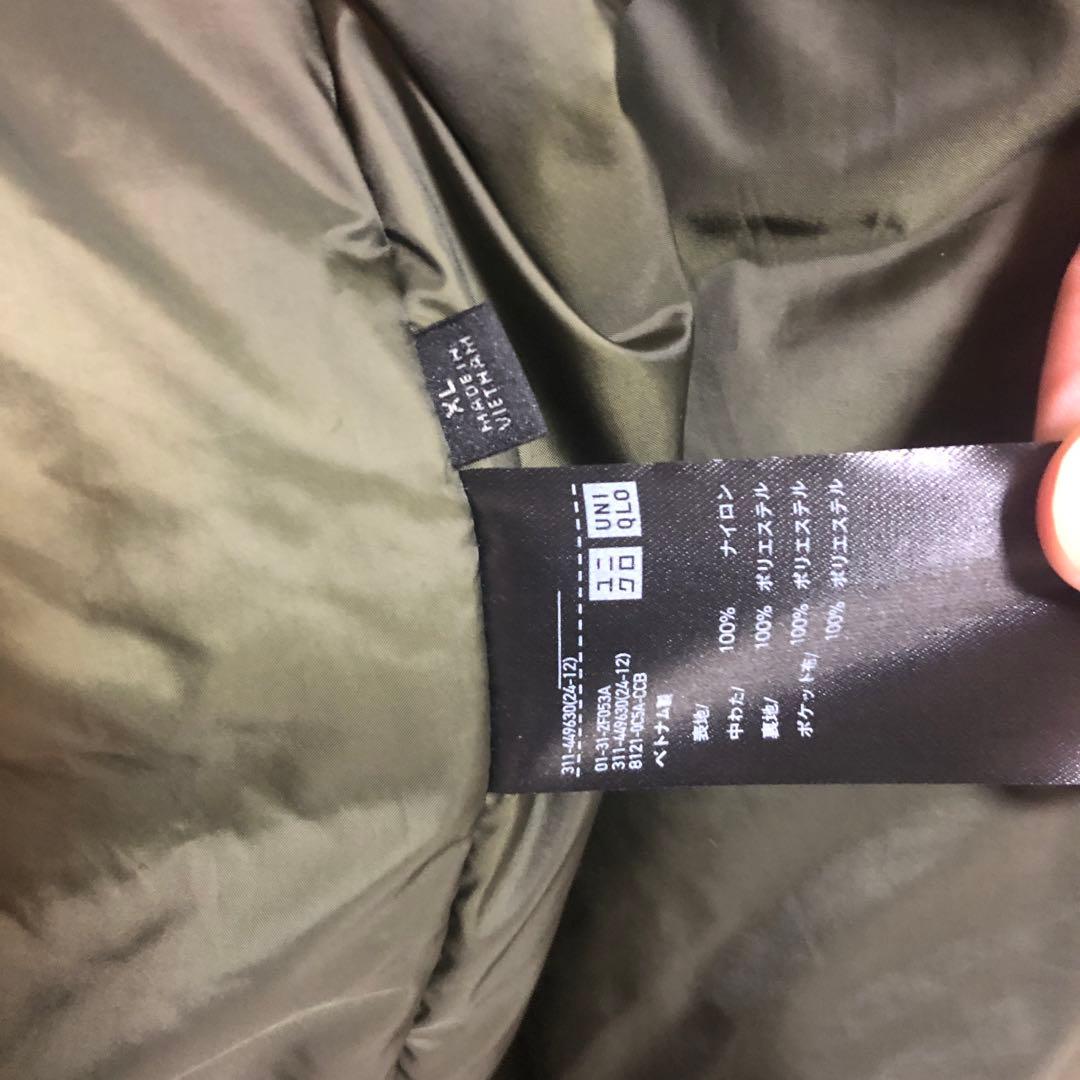 XL
MADE IN
VIETNAM
311-449630(24-12)
ユニ
クロ
UNI
QLO
01-31-2F053A
311-449630(24-12)
8121-0C5A-CCB
ベトナム製
表地/ 100% ナイロン
中わた/ 100% ポリエステル
裏地/ 100% ポリエステル
ポケット布/ 100% ポリエステル